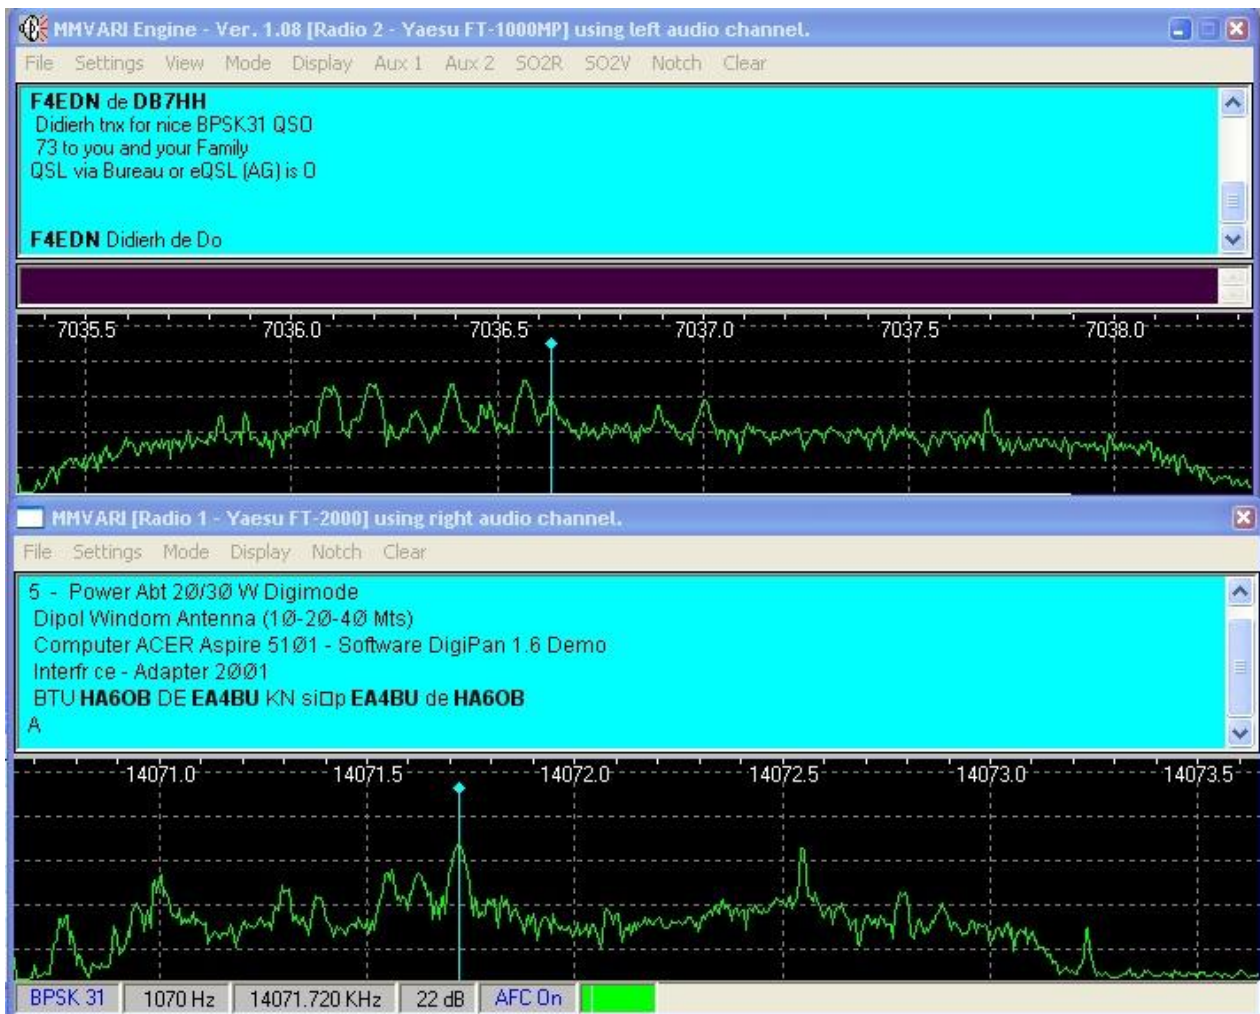 MMVARI Engine - Ver. 1.08 [Radio 2 - Yaesu FT-1000MP] using left audio channel.
File Settings View Mode Display Aux 1 Aux 2 SO2R SO2V Notch Clear
F4EDN de DB7HH
Didierh tnx for nice BPSK31 QSO
73 to you and your Family
QSL via Bureau or eQSL (AG) is O
F4EDN Didierh de Do
7035.5 7036.0 7036.5 7037.0 7037.5 7038.0
MMVARI [Radio 1 - Yaesu FT-2000] using right audio channel.
File Settings Mode Display Notch Clear
5 - Power Abt 2Ø/3Ø W Digimode
Dipol Windom Antenna (1Ø-2Ø-4Ø Mts)
Computer ACER Aspire 51Ø1 - Software DigiPan 1.6 Demo
Interfr ce - Adapter 2ØØ1
BTU HA6OB DE EA4BU KN si□p EA4BU de HA6OB
A
14071.0 14071.5 14072.0 14072.5 14073.0 14073.5
BPSK 31 1070 Hz 14071.720 KHz 22 dB AFC On